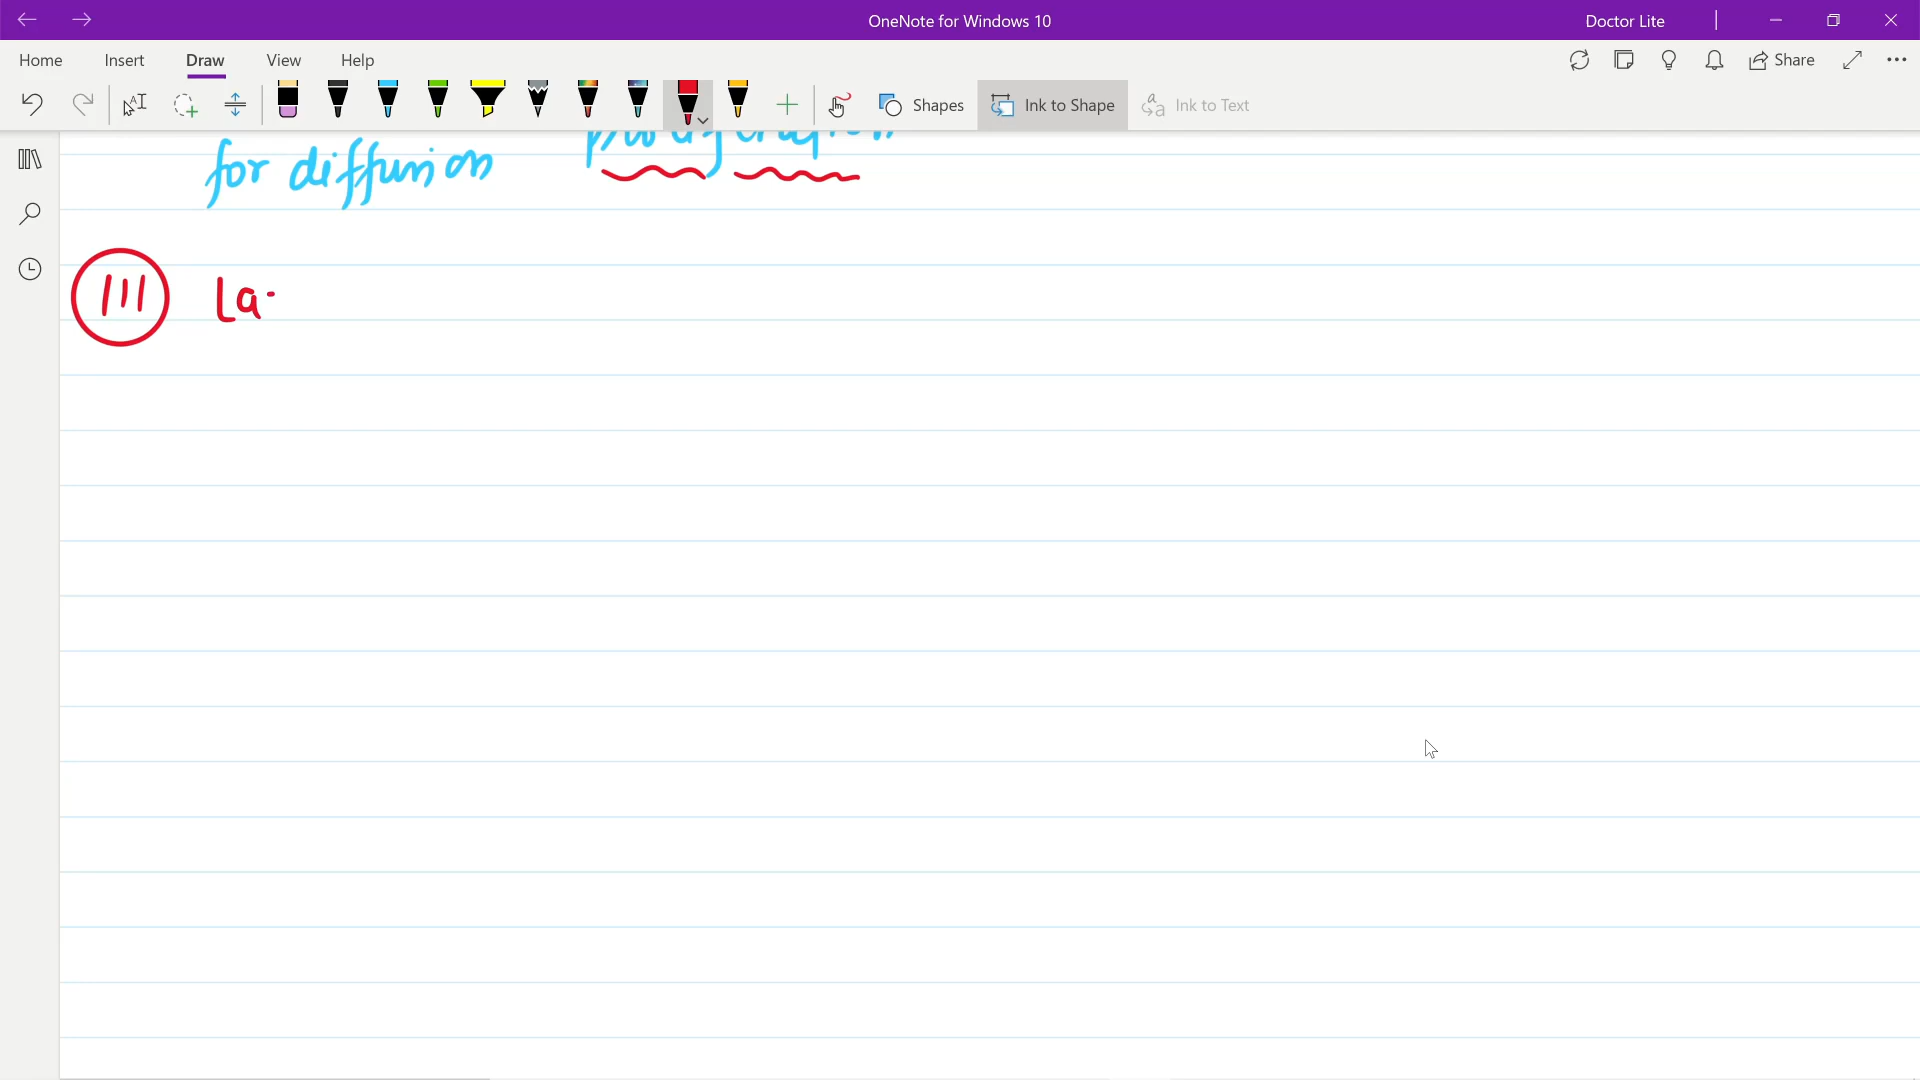 OneNote for Windows 10
Doctor Lite
Home Insert Draw View Help
Share
Shapes
Ink to Shape
Ink to Text
for diffusion
III La